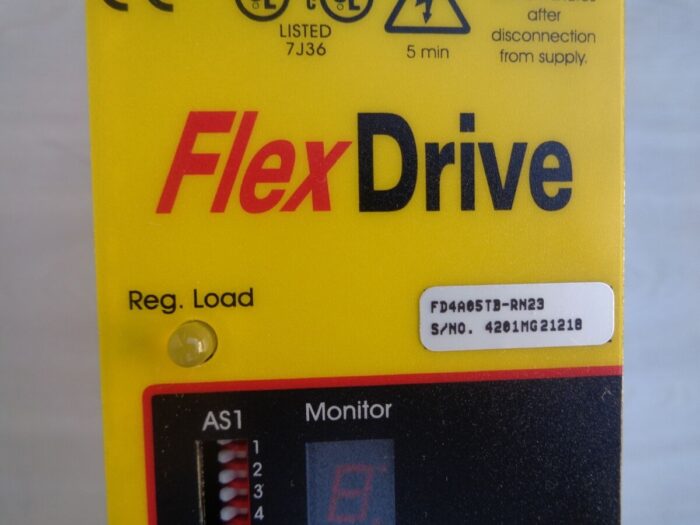 LISTED
7J36
5 min
after
disconnection
from supply.
FlexDrive
Reg. Load
FD4A05TB-RN23
S/NO. 4201MG21218
AS1
Monitor
1
2
3
4
8